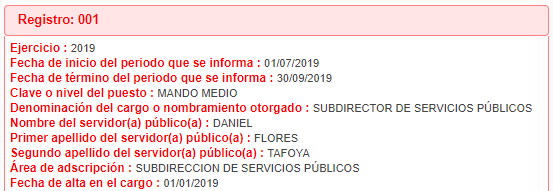 Registro: 001
Ejercicio : 2019
Fecha de inicio del periodo que se informa : 01/07/2019
Fecha de término del periodo que se informa : 30/09/2019
Clave o nivel del puesto : MANDO MEDIO
Denominación del cargo o nombramiento otorgado : SUBDIRECTOR DE SERVICIOS PÚBLICOS
Nombre del servidor(a) público(a) : DANIEL
Primer apellido del servidor(a) público(a) : FLORES
Segundo apellido del servidor(a) público(a) : TAFOYA
Área de adscripción : SUBDIRECCION DE SERVICIOS PÚBLICOS
Fecha de alta en el cargo : 01/01/2019